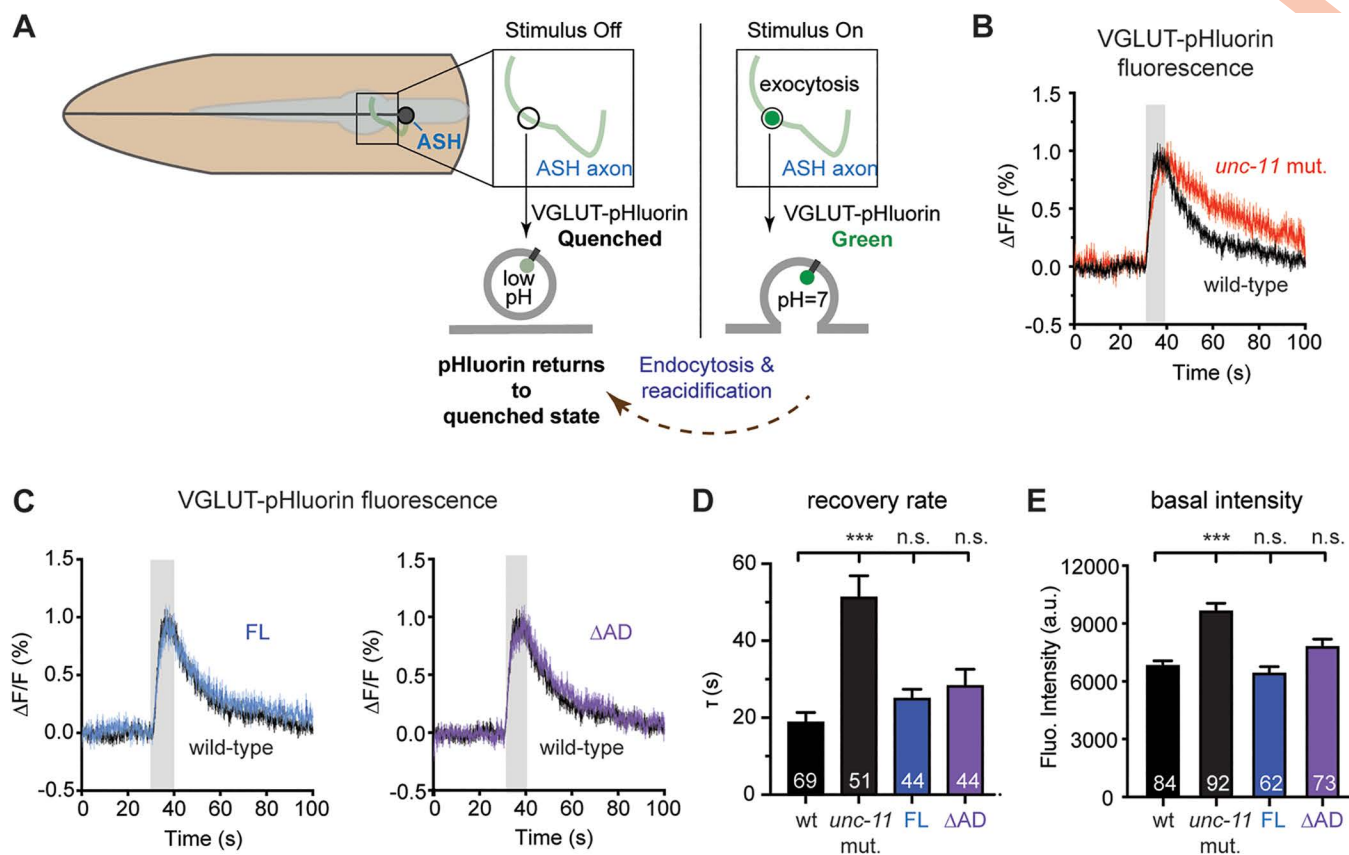 A
Stimulus Off
Stimulus On
exocytosis
ASH
ASH axon
ASH axon
VGLUT-pHluorin
Quenched
VGLUT-pHluorin
Green
low
pH
pH=7
pHluorin returns
to
quenched state
Endocytosis &
reacidification
B
VGLUT-pHluorin
fluorescence
ΔF/F (%)
1.5
1.0
0.5
0.0
-0.5
unc-11 mut.
wild-type
0 20 40 60 80 100
Time (s)
C
VGLUT-pHluorin fluorescence
ΔF/F (%)
1.5
1.0
0.5
0.0
-0.5
FL
wild-type
0 20 40 60 80 100
Time (s)
ΔF/F (%)
1.5
1.0
0.5
0.0
-0.5
ΔAD
wild-type
0 20 40 60 80 100
Time (s)
D
recovery rate
*** n.s. n.s.
τ (s)
60
40
20
0
69 51 44 44
wt unc-11 FL ΔAD
mut.
E
basal intensity
*** n.s. n.s.
Fluo. Intensity (a.u.)
12000
9000
6000
3000
0
84 92 62 73
wt unc-11 FL ΔAD
mut.